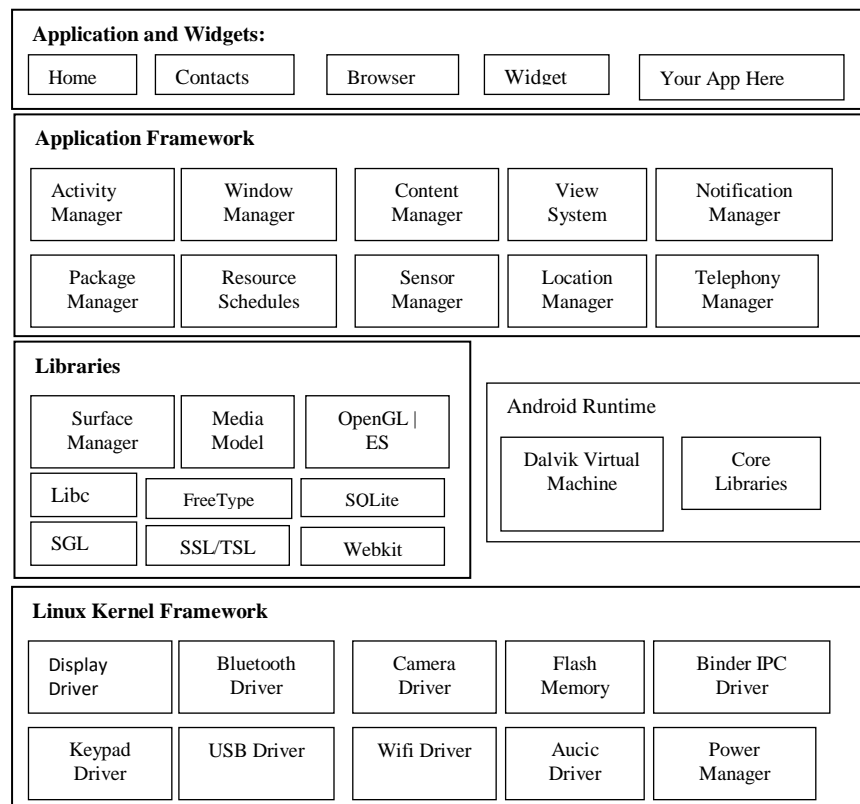 Application and Widgets:
Home
Contacts
Browser
Widget
Your App Here
Application Framework
Activity
Manager
Window
Manager
Content
Manager
View
System
Notification
Manager
Package
Manager
Resource
Schedules
Sensor
Manager
Location
Manager
Telephony
Manager
Libraries
Surface
Manager
Media
Model
OpenGL |
ES
Libc
FreeType
SQLite
SGL
SSL/TSL
Webkit
Android Runtime
Dalvik Virtual
Machine
Core
Libraries
Linux Kernel Framework
Display
Driver
Bluetooth
Driver
Camera
Driver
Flash
Memory
Binder IPC
Driver
Keypad
Driver
USB Driver
Wifi Driver
Aucic
Driver
Power
Manager